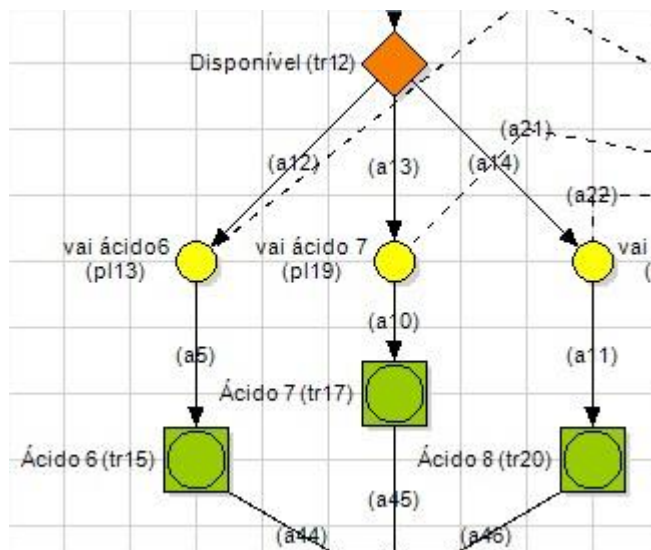 Disponível (tr12)
(a21)
(a12)
(a13)
(a14)
(a22)
vai ácido6
(pl13)
vai ácido 7
(pl19)
vai
(
(a10)
(a5)
(a11)
Ácido 7 (tr17)
Ácido 6 (tr15)
Ácido 8 (tr20)
(a45)
(a44)
(a46)